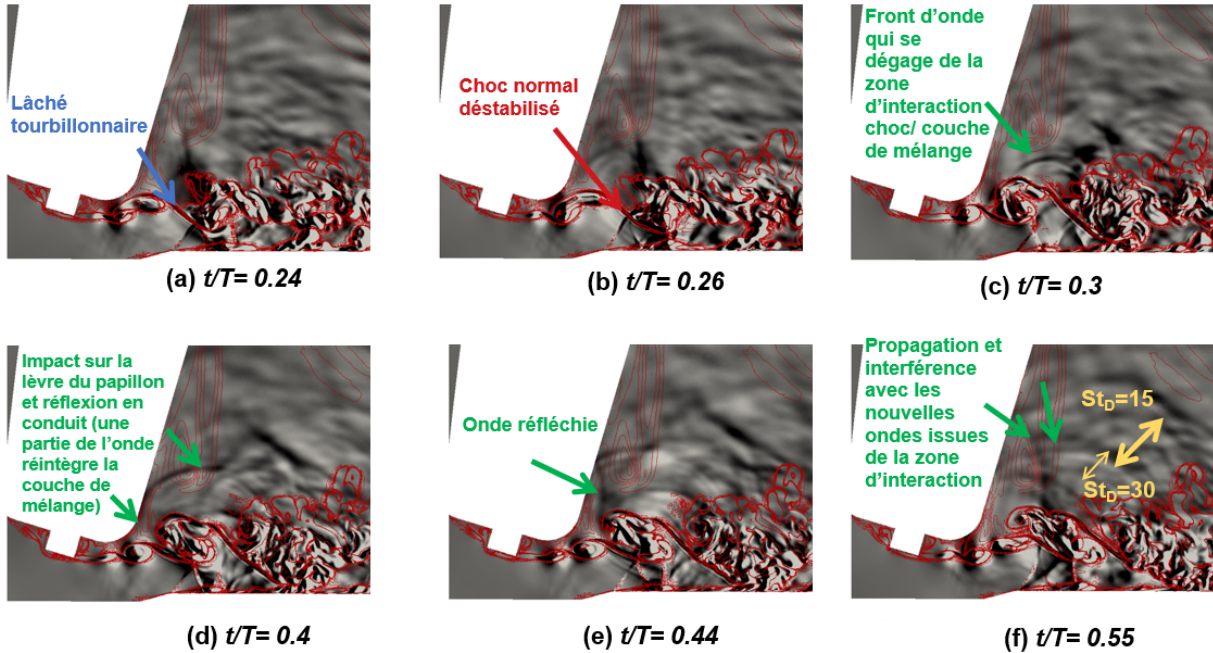 Lâché
tourbillonnaire
(a) t/T= 0.24
Choc normal
déstabilisé
(b) t/T= 0.26
Front d’onde
qui se
dégage de la
zone
d’interaction
choc/ couche
de mélange
(c) t/T= 0.3
Impact sur la
lèvre du papillon
et réflexion en
conduit (une
partie de l’onde
réintègre la
couche de
mélange)
(d) t/T= 0.4
Onde réfléchie
(e) t/T= 0.44
Propagation et
interférence
avec les
nouvelles
ondes issues
de la zone
d’interaction
StD=15
StD=30
(f) t/T= 0.55